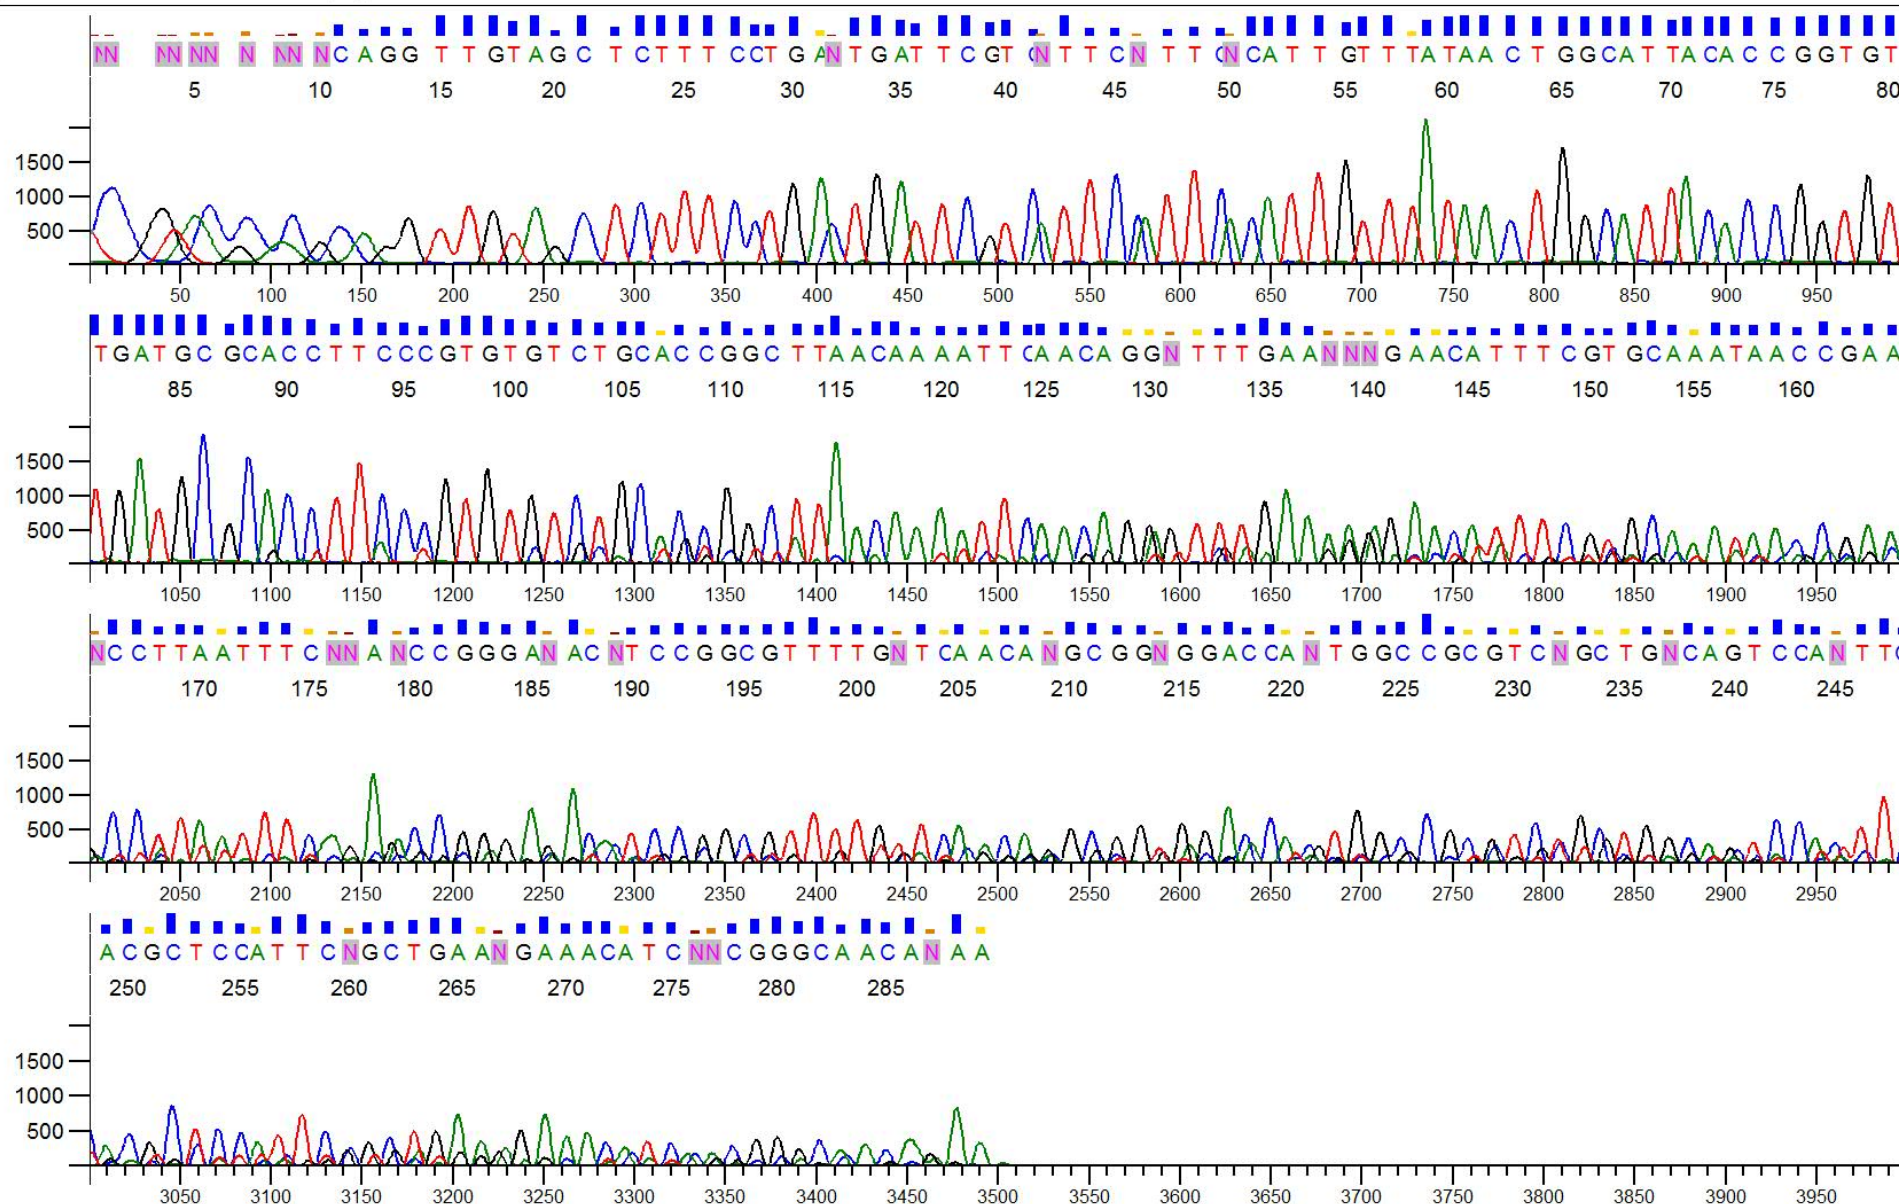 NN NN NN N NN NCAGG TTGTAGC TCTTTCCTGANTGATTCGTCNTTCNTTCNCATTGTTTATAACTGGCATTACACCGGTGT
5 10 15 20 25 30 35 40 45 50 55 60 65 70 75 80
1500
1000
500
50 100 150 200 250 300 350 400 450 500 550 600 650 700 750 800 850 900 950
TGATGCGCACCTTCCCGTGTGTCTGCACCGGCTTAACAAAATTCAACAGGNTTTGAANNNGAACATTTCGTGCAAATAACCGAA
85 90 95 100 105 110 115 120 125 130 135 140 145 150 155 160
1500
1000
500
1050 1100 1150 1200 1250 1300 1350 1400 1450 1500 1550 1600 1650 1700 1750 1800 1850 1900 1950
NCCTTAATTTCNNANCCGGGANACNTCCGGCGTTTTGNTCAACANGCGGNGGACCANTGGCCGCGTCNGCTGNCAGTCCANTTC
170 175 180 185 190 195 200 205 210 215 220 225 230 235 240 245
1500
1000
500
2050 2100 2150 2200 2250 2300 2350 2400 2450 2500 2550 2600 2650 2700 2750 2800 2850 2900 2950
ACGCTCCATTCNGCTGAANGAAACATCNNCGGGCAACANAA
250 255 260 265 270 275 280 285
1500
1000
500
3050 3100 3150 3200 3250 3300 3350 3400 3450 3500 3550 3600 3650 3700 3750 3800 3850 3900 3950